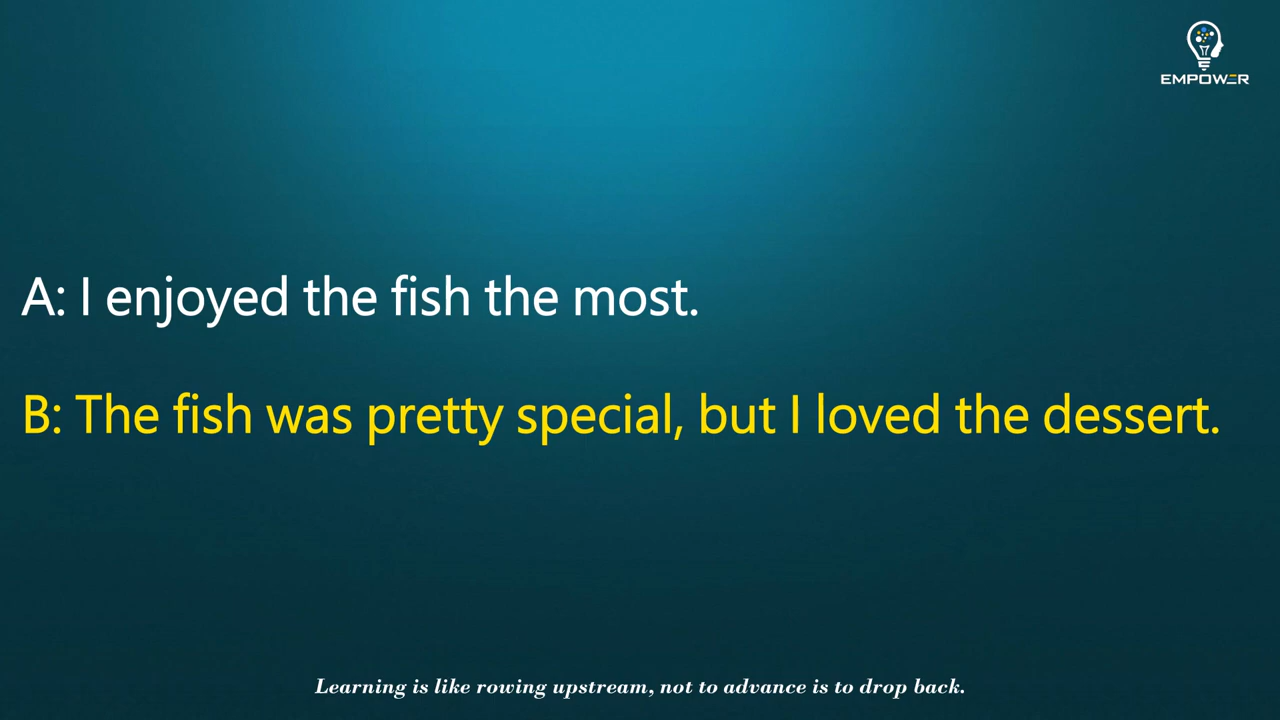 EMPOWER
A: I enjoyed the fish the most.
B: The fish was pretty special, but I loved the dessert.
Learning is like rowing upstream, not to advance is to drop back.